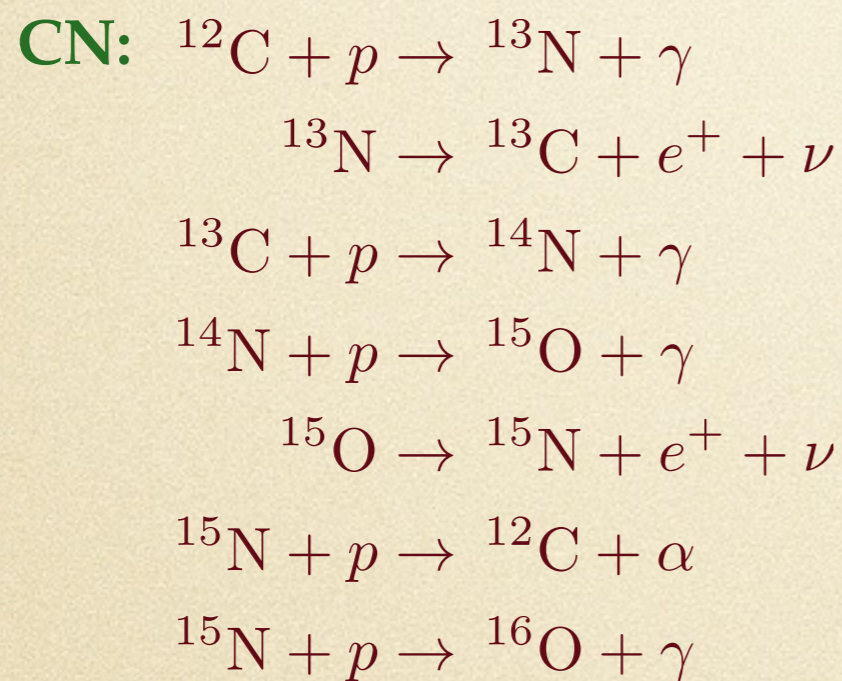 CN: ¹²C + p → ¹³N + γ
¹³N → ¹³C + e⁺ + ν
¹³C + p → ¹⁴N + γ
¹⁴N + p → ¹⁵O + γ
¹⁵O → ¹⁵N + e⁺ + ν
¹⁵N + p → ¹²C + α
¹⁵N + p → ¹⁶O + γ